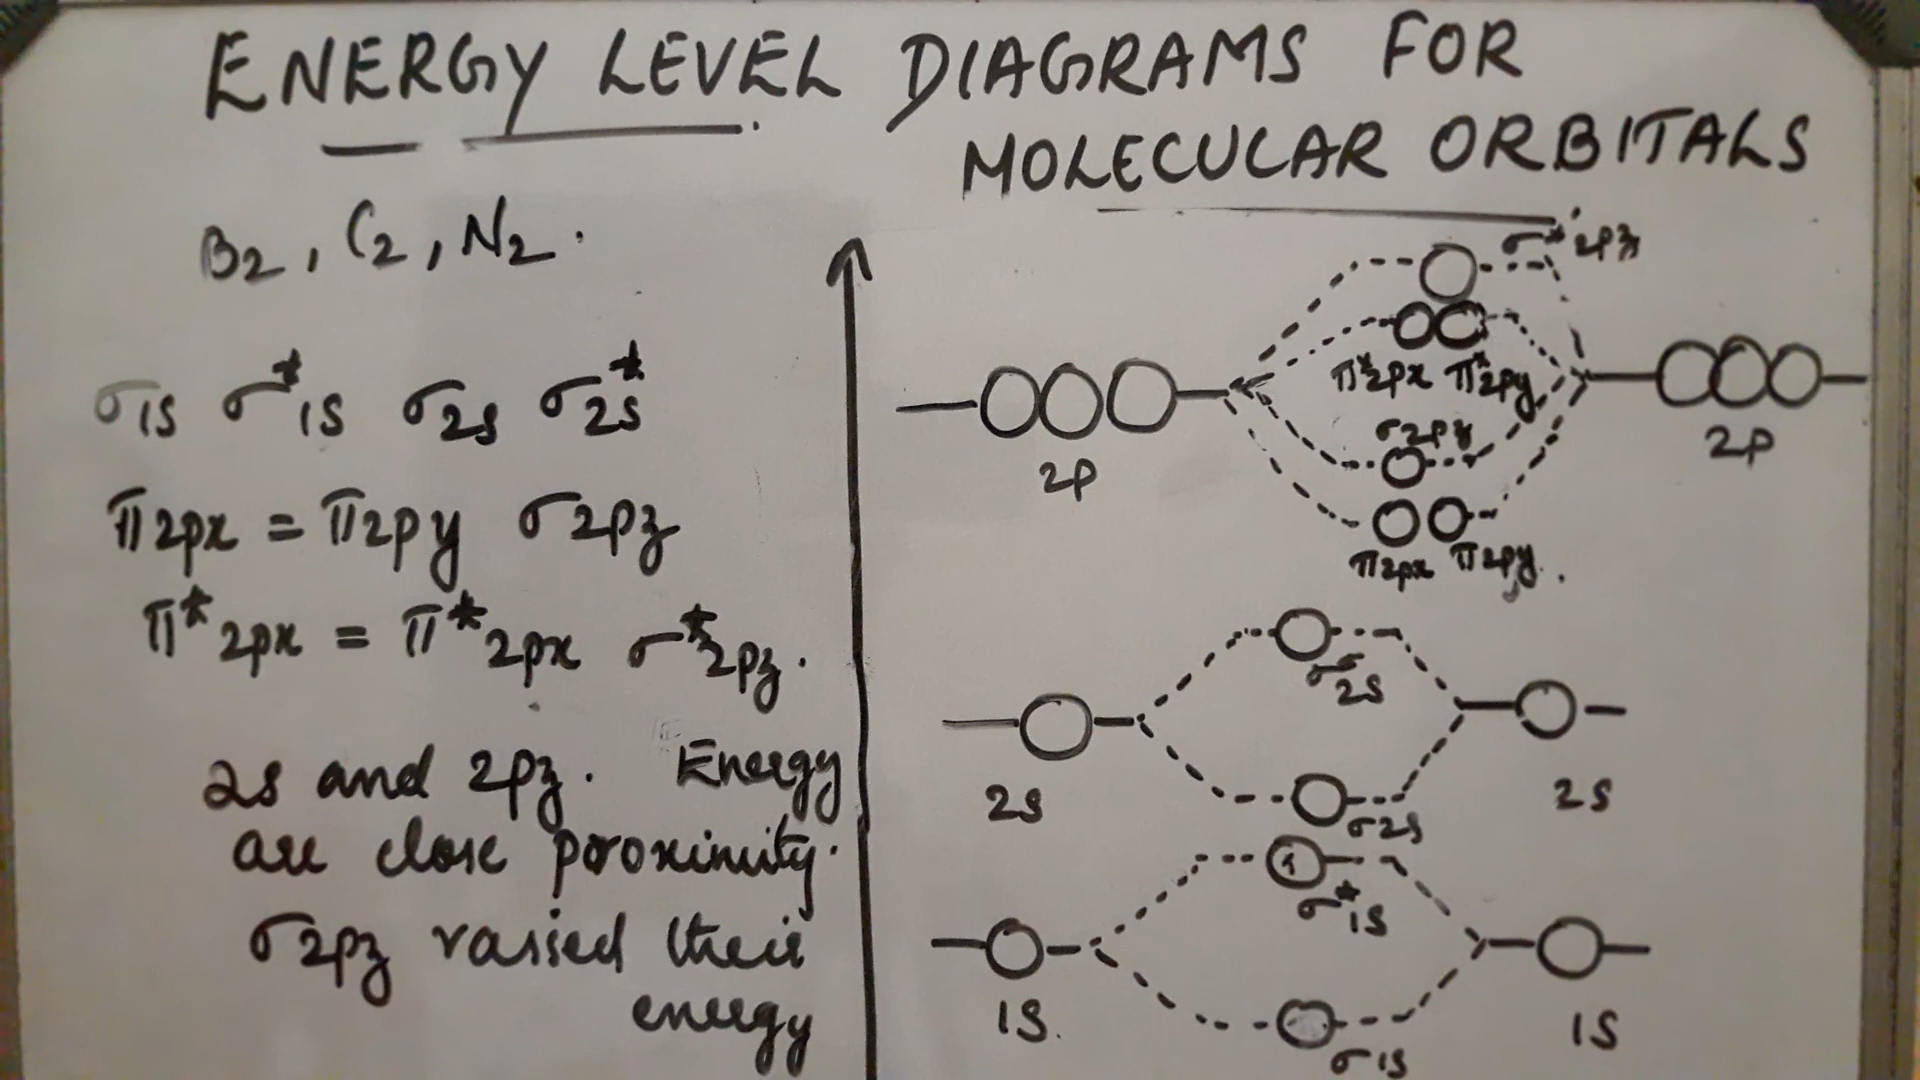 ENERGY LEVEL DIAGRAMS FOR
MOLECULAR ORBITALS
B2, C2, N2.
σ1s σ*1s σ2s σ*2s
π2px = π2py σ2pz
π*2px = π*2px σ*2pz.
2s and 2pz. Energy
are close proximity.
σ2pz raised their
energy
σ*2pz
π*2px π*2py
2p
2p
σ2pz
π2px π2py.
σ*2s
2s
2s
σ2s
σ*1s
1s.
1s
σ1s